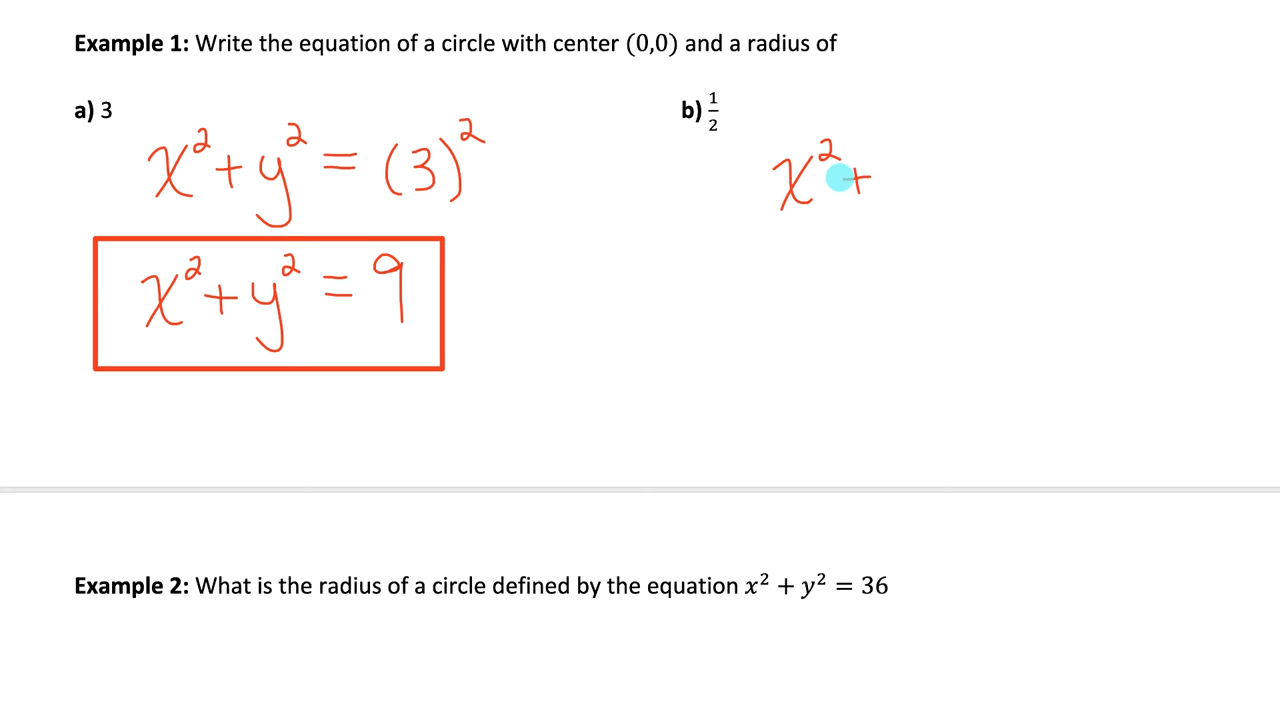 Example 1: Write the equation of a circle with center (0,0) and a radius of
a) 3
x² + y² = (3)²
x² + y² = 9
b) 1/2
x² +
Example 2: What is the radius of a circle defined by the equation x² + y² = 36